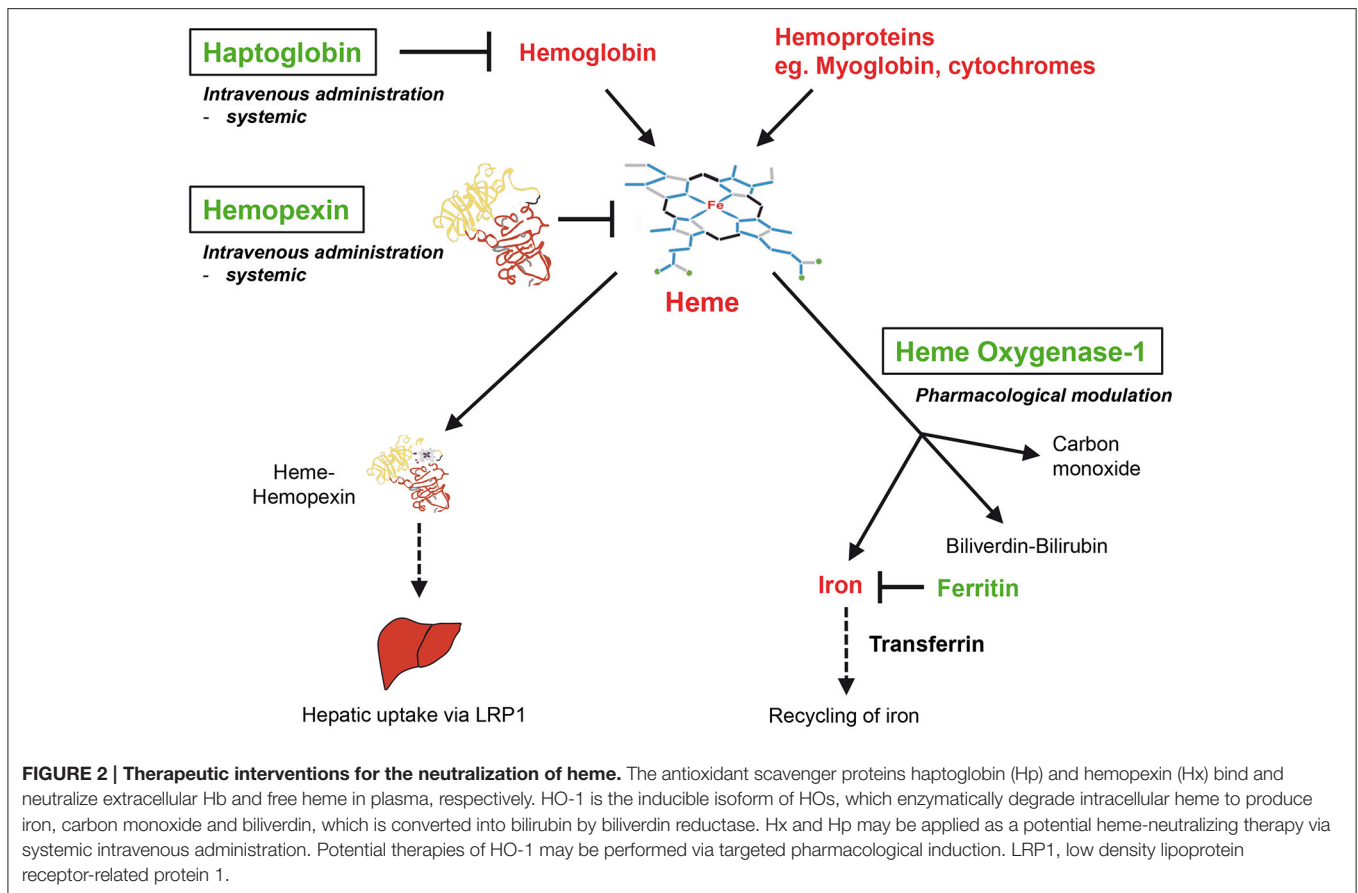 Haptoglobin
Intravenous administration
- systemic
Hemoglobin
Hemoproteins
eg. Myoglobin, cytochromes
Hemopexin
Intravenous administration
- systemic
Fe
Heme
Heme Oxygenase-1
Pharmacological modulation
Carbon
monoxide
Biliverdin-Bilirubin
Heme-
Hemopexin
Iron
Ferritin
Transferrin
Hepatic uptake via LRP1
Recycling of iron
FIGURE 2 | Therapeutic interventions for the neutralization of heme. The antioxidant scavenger proteins haptoglobin (Hp) and hemopexin (Hx) bind and
neutralize extracellular Hb and free heme in plasma, respectively. HO-1 is the inducible isoform of HOs, which enzymatically degrade intracellular heme to produce
iron, carbon monoxide and biliverdin, which is converted into bilirubin by biliverdin reductase. Hx and Hp may be applied as a potential heme-neutralizing therapy via
systemic intravenous administration. Potential therapies of HO-1 may be performed via targeted pharmacological induction. LRP1, low density lipoprotein
receptor-related protein 1.